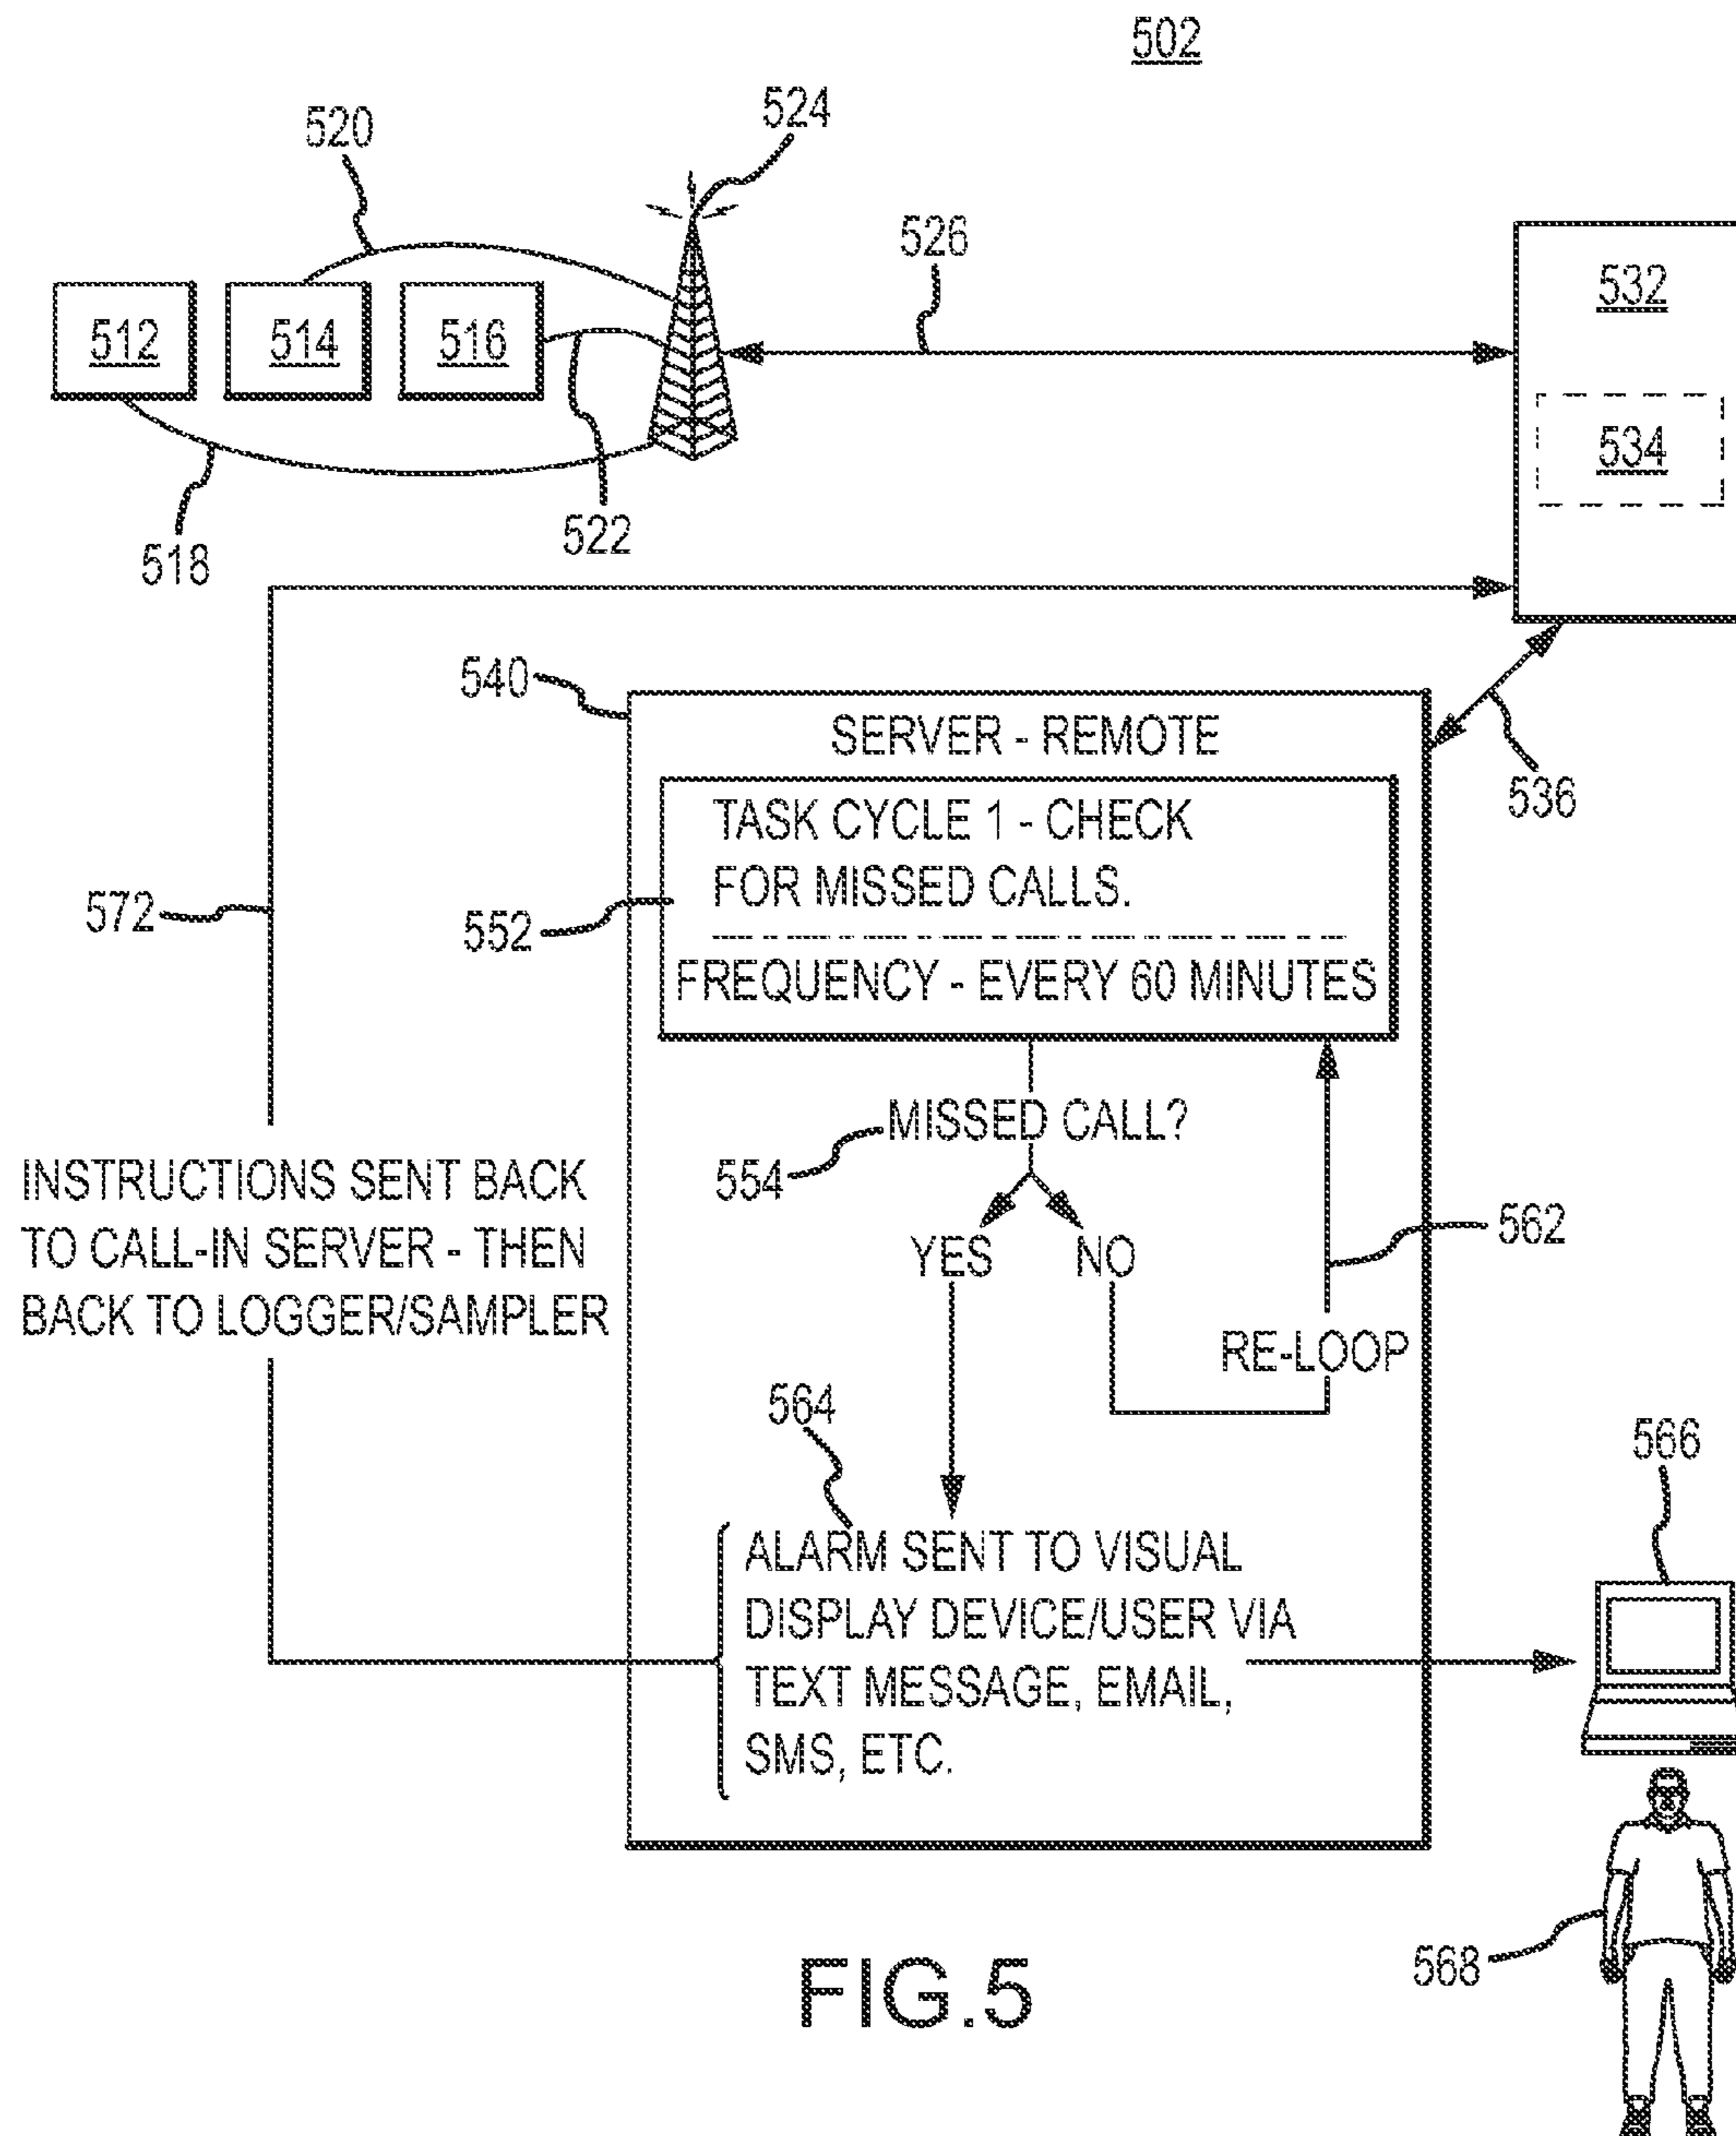 502
524
520
526
532
512
514
516
534
522
518
540
SERVER - REMOTE
536
TASK CYCLE 1 - CHECK
FOR MISSED CALLS.
572
552
FREQUENCY - EVERY 60 MINUTES
MISSED CALL?
554
INSTRUCTIONS SENT BACK
TO CALL-IN SERVER - THEN
BACK TO LOGGER/SAMPLER
YES
NO
562
RE-LOOP
564
566
ALARM SENT TO VISUAL
DISPLAY DEVICE/USER VIA
TEXT MESSAGE, EMAIL,
SMS, ETC.
568
FIG.5